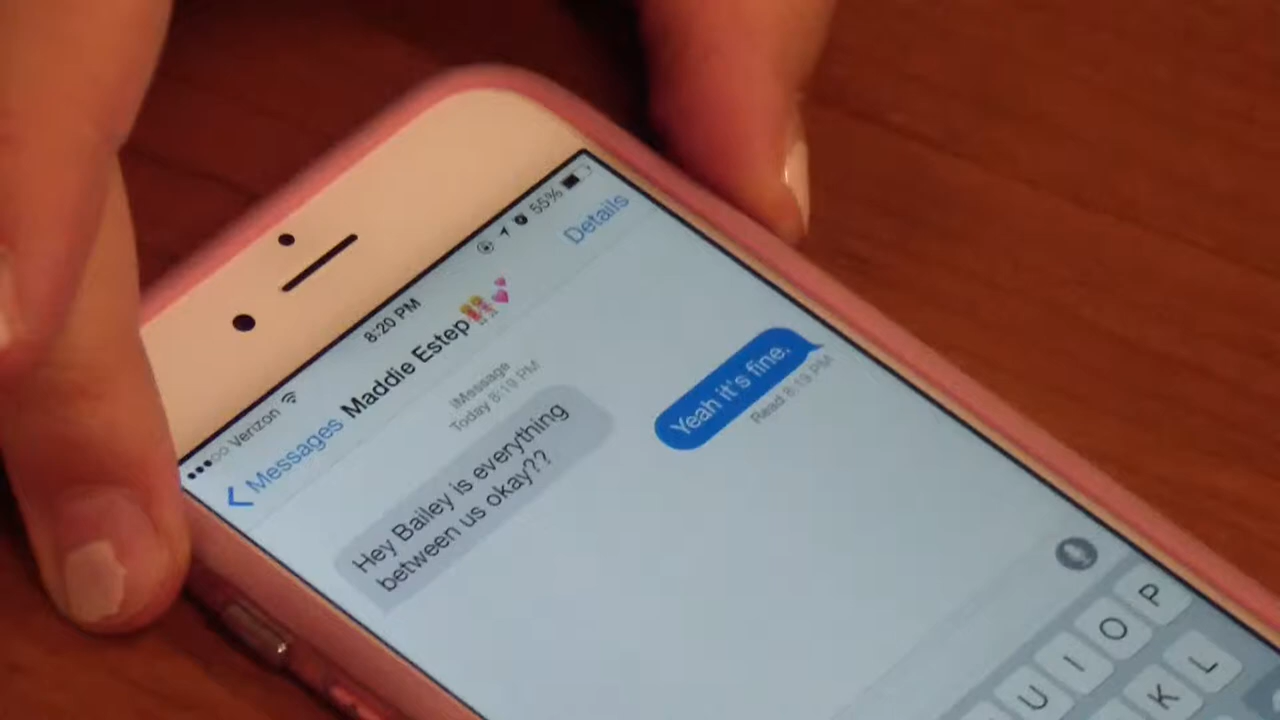 Verizon 8:20 PM 55%
Messages Maddie Estep Details
iMessage
Today 8:19 PM
Hey Bailey is everything
between us okay??
Yeah it's fine.
Read 8:19 PM
U I O P
K L